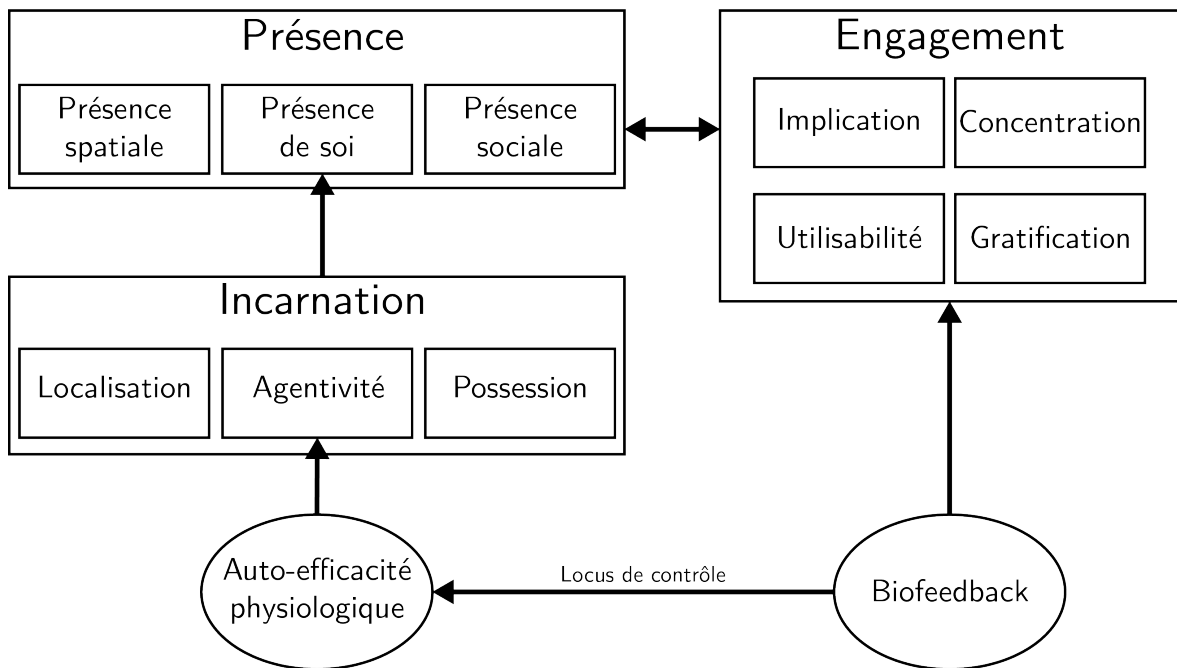 Présence
Présence
spatiale
Présence
de soi
Présence
sociale
Engagement
Implication
Concentration
Utilisabilité
Gratification
Incarnation
Localisation
Agentivité
Possession
Auto-efficacité
physiologique
Locus de contrôle
Biofeedback